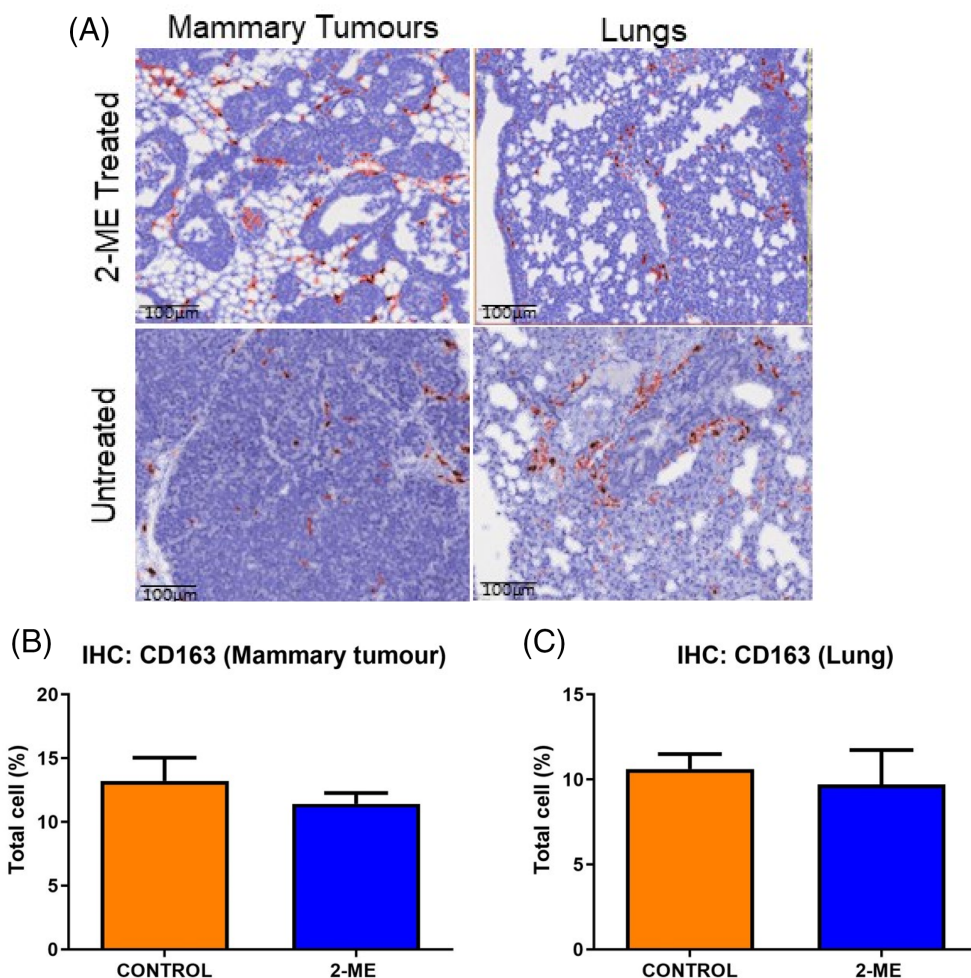 (A)
Mammary Tumours
Lungs
2-ME Treated
100µm
100µm
Untreated
100µm
100µm
(B)
IHC: CD163 (Mammary tumour)
Total cell (%)
20
15
10
5
0
CONTROL
2-ME
(C)
IHC: CD163 (Lung)
Total cell (%)
15
10
5
0
CONTROL
2-ME